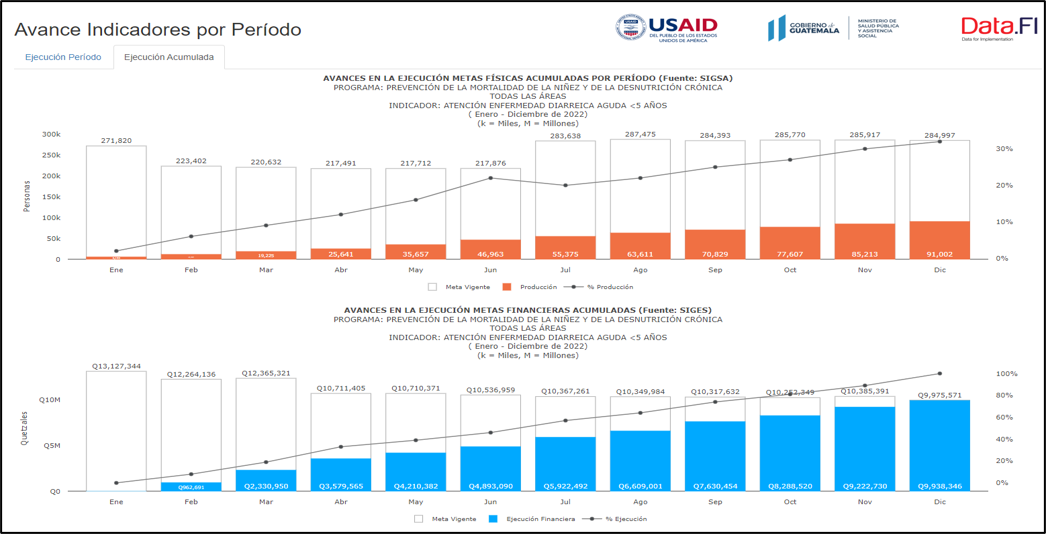 Avance Indicadores por Período
USAID
DEL PUEBLO DE LOS ESTADOS
UNIDOS DE AMÉRICA
GOBIERNO de
GUATEMALA
MINISTERIO DE
SALUD PÚBLICA
Y ASISTENCIA
SOCIAL
Data.FI
Data for Implementation
Ejecución Período
Ejecución Acumulada
AVANCES EN LA EJECUCIÓN METAS FÍSICAS ACUMULADAS POR PERÍODO (Fuente: SIGSA)
PROGRAMA: PREVENCIÓN DE LA MORTALIDAD DE LA NIÑEZ Y DE LA DESNUTRICIÓN CRÓNICA
TODAS LAS ÁREAS
INDICADOR: ATENCIÓN ENFERMEDAD DIARREICA AGUDA <5 AÑOS
( Enero - Diciembre de 2022)
(k = Miles, M = Millones)
300k
250k
200k
150k
100k
50k
0
Personas
271,820 223,402 220,632 217,491 217,712 217,876 283,638 287,475 284,393 285,770 285,917 284,997
25,641 35,657 46,963 55,375 63,611 70,829 77,607 85,213 91,002
30%
20%
10%
0%
Ene Feb Mar Abr May Jun Jul Ago Sep Oct Nov Dic
Meta Vigente Producción % Producción
AVANCES EN LA EJECUCIÓN METAS FINANCIERAS ACUMULADAS (Fuente: SIGES)
PROGRAMA: PREVENCIÓN DE LA MORTALIDAD DE LA NIÑEZ Y DE LA DESNUTRICIÓN CRÓNICA
TODAS LAS ÁREAS
INDICADOR: ATENCIÓN ENFERMEDAD DIARREICA AGUDA <5 AÑOS
( Enero - Diciembre de 2022)
(k = Miles, M = Millones)
Q10M
Q5M
Q0
Quetzales
Q13,127,344 Q12,264,136 Q12,365,321 Q10,711,405 Q10,710,371 Q10,536,959 Q10,367,261 Q10,349,984 Q10,317,632 Q10,252,349 Q10,385,391 Q9,975,571
Q2,330,950 Q3,579,565 Q4,210,382 Q4,893,090 Q5,922,492 Q6,609,001 Q7,630,454 Q8,288,520 Q9,222,730 Q9,938,346
100%
80%
60%
40%
20%
0%
Ene Feb Mar Abr May Jun Jul Ago Sep Oct Nov Dic
Meta Vigente Ejecución Financiera % Ejecución